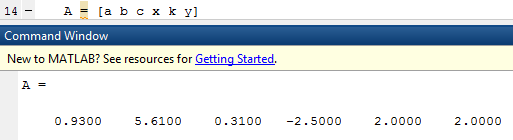 14 – A = [a b c x k y]
Command Window
New to MATLAB? See resources for Getting Started.
A =
0.9300 5.6100 0.3100 -2.5000 2.0000 2.0000